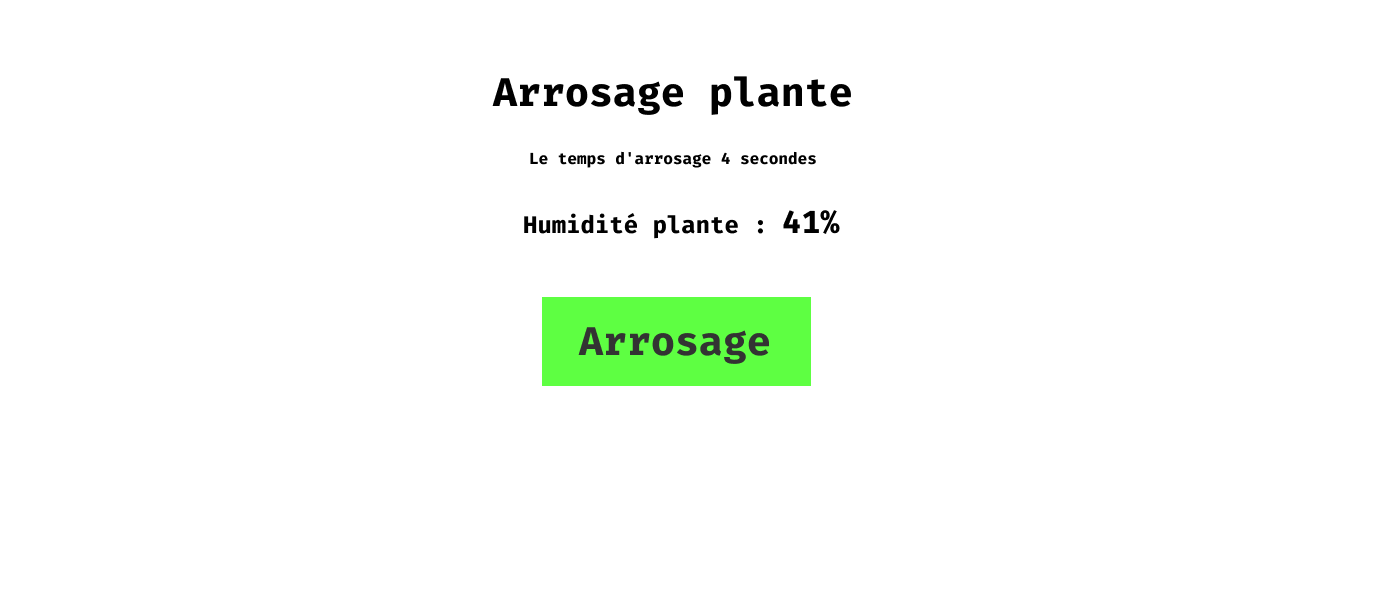 Arrosage plante
Le temps d'arrosage 4 secondes
Humidité plante : 41%
Arrosage